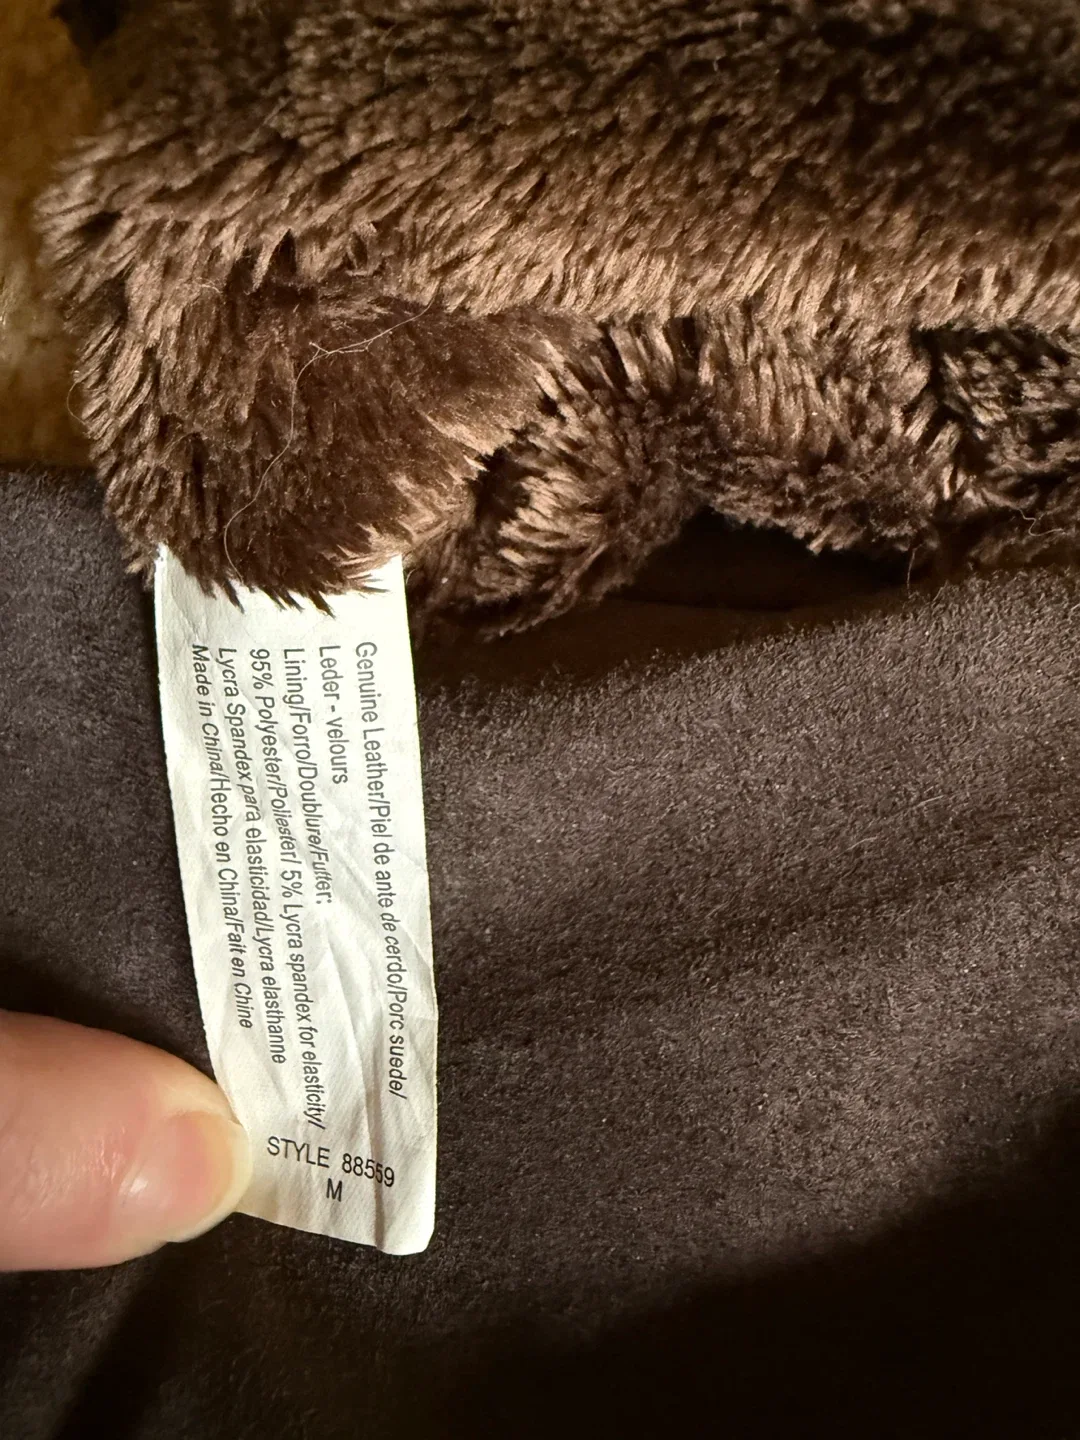 Genuine Leather/Piel de ante de cerdo/Porc suede/
Leder - velours
Lining/Forro/Doublure/Futter:
95% Polyester/Poliester/ 5% Lycra spandex for elasticity/
Lycra Spandex para elasticidad/Lycra elasthanne
Made in China/Hecho en China/Fait en Chine
STYLE 88559
M